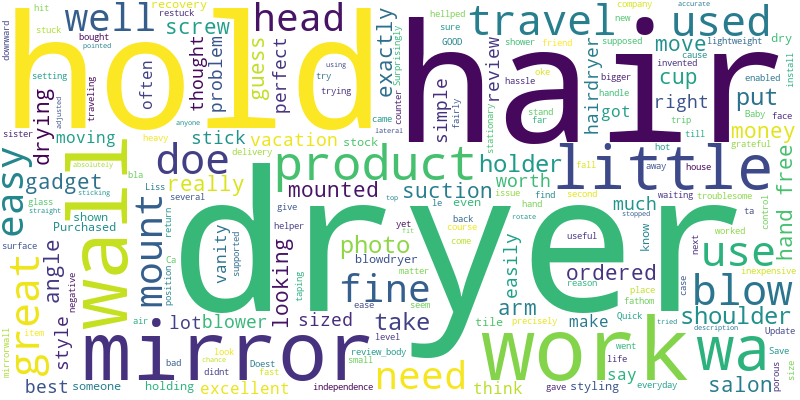 hold
hair
dryer
wall
mirror
work
little
product
travel
used
well
head
screw
recovery
restuck
hit
stuck
bought
pointed
downward
setting
traveling
often
thought
problem
guess
perfect
exactly
hellped
sure
try
using
trying
anyone
counter
came
lateral
Surprisingly
GOOD
simple
fairly
review
shower
friend
oke
hassle
stationary
company
new
accurate
supposed
lightweight
move
cause
dry
invented
install
bigger
enabled
cup
handle
hairdryer
got
right
put
Baby
face
stand
far
trip
till
money
hot
grateful
away
house
fall
hand free
drying
sister
adjusted
heavy
moving
stick
vacation
delivery
absolutely
sticking
easy
gadget
doe
bla
stock
holder
suction
worth
much
issue
find
second
troublesome
shown
Liss
really
mounted
several
Purchased
glass
straight
surface
mount
return
position
Ca
air
vanity
supported
give
helper
top
yet
fit
le
even
back
course
come
hand
rotate
useful
stopped
know
waiting
ta
worked
control
next
case
inexpensive
use
great
angle
style
negative
mirrorwall
item
photo
blowdryer
matter
ease
seem
looking
taping
fine
easily
arm
ordered
reason
place
fathom
blow
shoulder
lot
blower
sized
take
tile
precisely
make
Quick
tried
description
Update
Save
porous
size
wa
salon
best
someone
bad
holding
look
chance
didnt
fast
excellent
Doest
review_body
small
level
independence
need
think
went
life
say
gave
styling
everyday